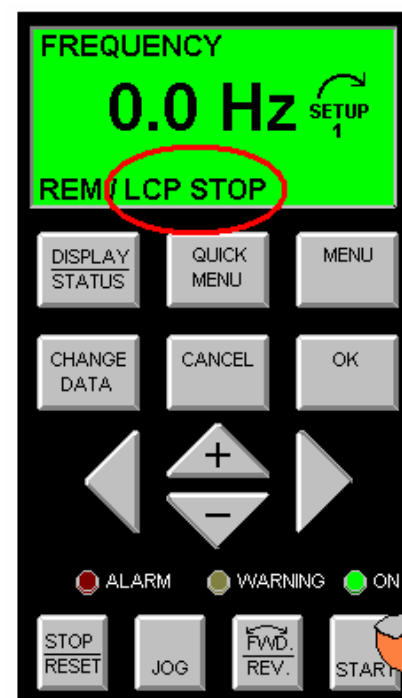 FREQUENCY
0.0 Hz SETUP
1
REM / LCP STOP
DISPLAY QUICK MENU
STATUS MENU
CHANGE CANCEL OK
DATA
+
−
ALARM WARNING ON
STOP FWD.
RESET JOG REV. START